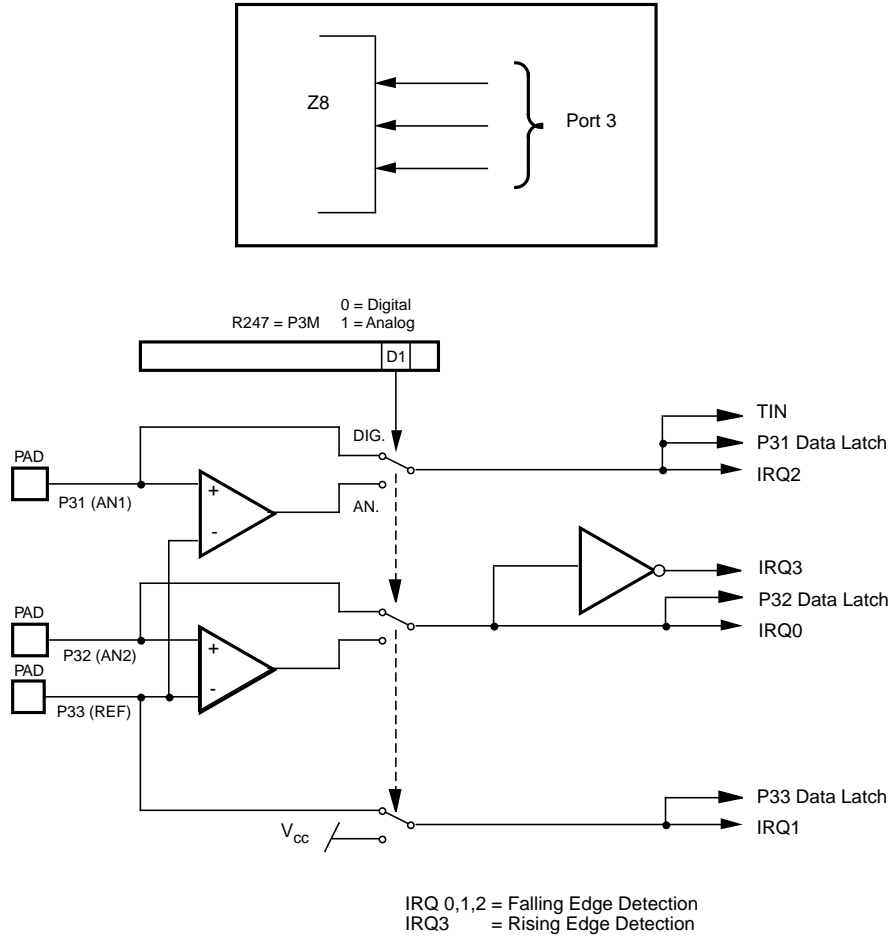 Z8
Port 3
0 = Digital
R247 = P3M 1 = Analog
D1
DIG.
TIN
P31 Data Latch
PAD
+
IRQ2
P31 (AN1)
AN.
-
IRQ3
P32 Data Latch
PAD
+
IRQ0
P32 (AN2)
PAD
-
P33 (REF)
P33 Data Latch
Vcc
IRQ1
IRQ 0,1,2 = Falling Edge Detection
IRQ3 = Rising Edge Detection